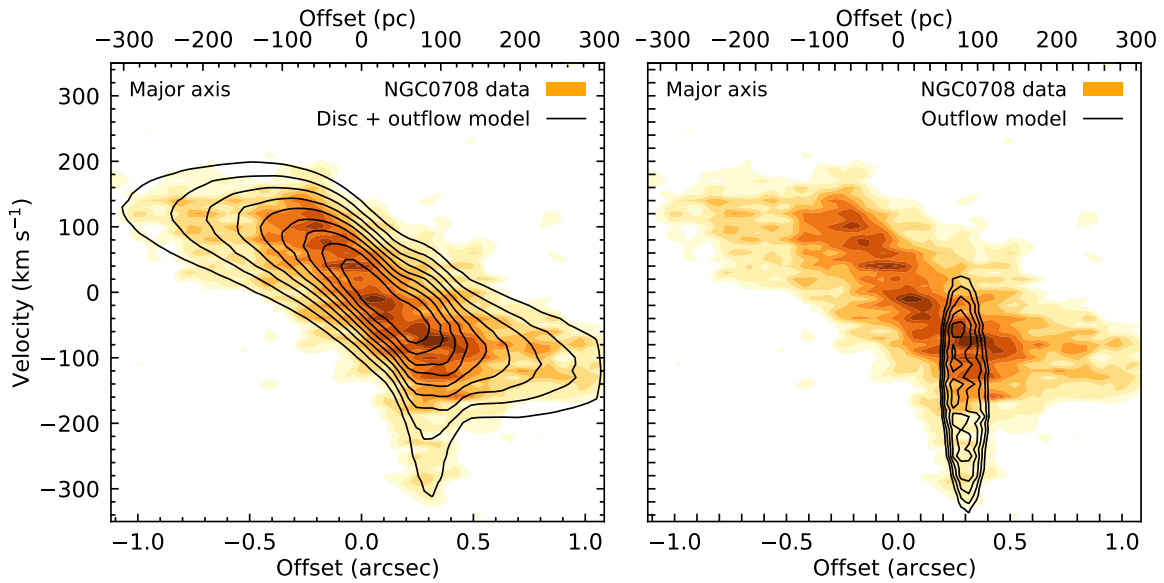 Offset (pc)
−300 −200 −100 0 100 200 300
Major axis
NGC0708 data
Disc + outflow model
Velocity (km s⁻¹)
300
200
100
0
−100
−200
−300
−1.0 −0.5 0.0 0.5 1.0
Offset (arcsec)
Offset (pc)
−300 −200 −100 0 100 200 300
Major axis
NGC0708 data
Outflow model
−1.0 −0.5 0.0 0.5 1.0
Offset (arcsec)